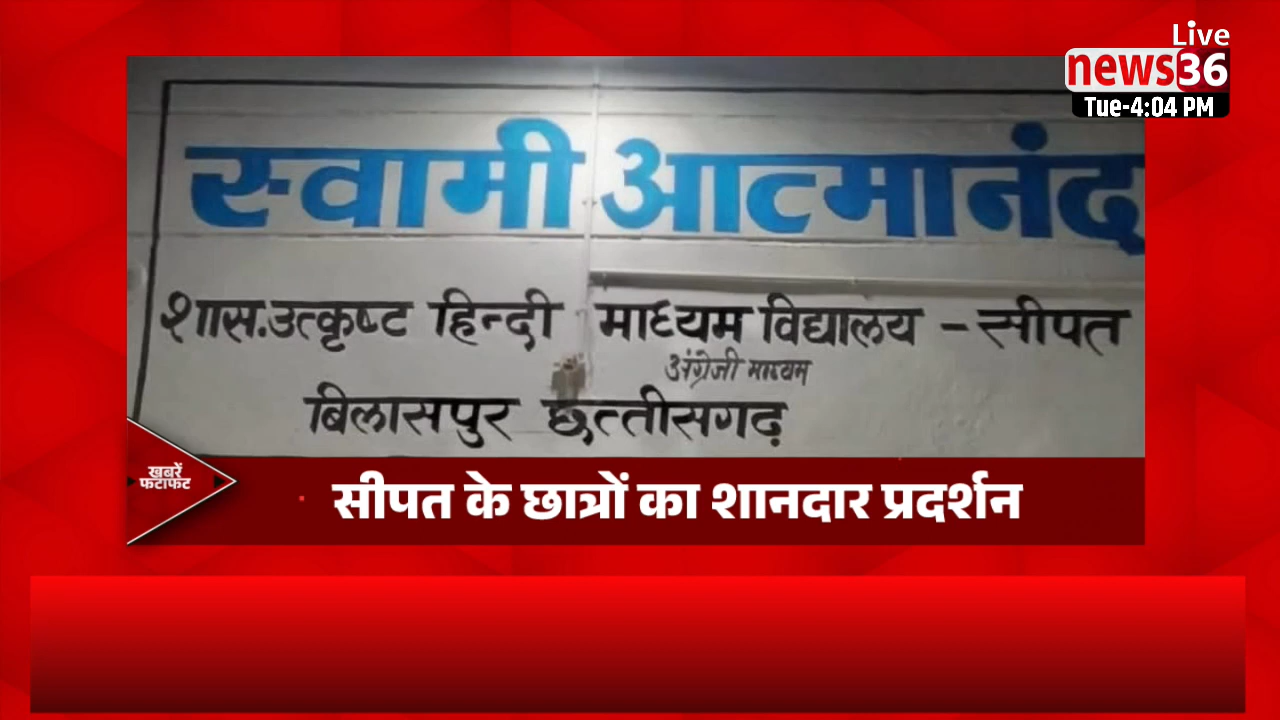 Live
news36
Tue-4:04 PM
स्वामी आत्मानंद
शास.उत्कृष्ट हिन्दी माध्यम विद्यालय - सीपत
अंग्रेजी माध्यम
बिलासपुर छत्तीसगढ़
खबरें
फटाफट
सीपत के छात्रों का शानदार प्रदर्शन